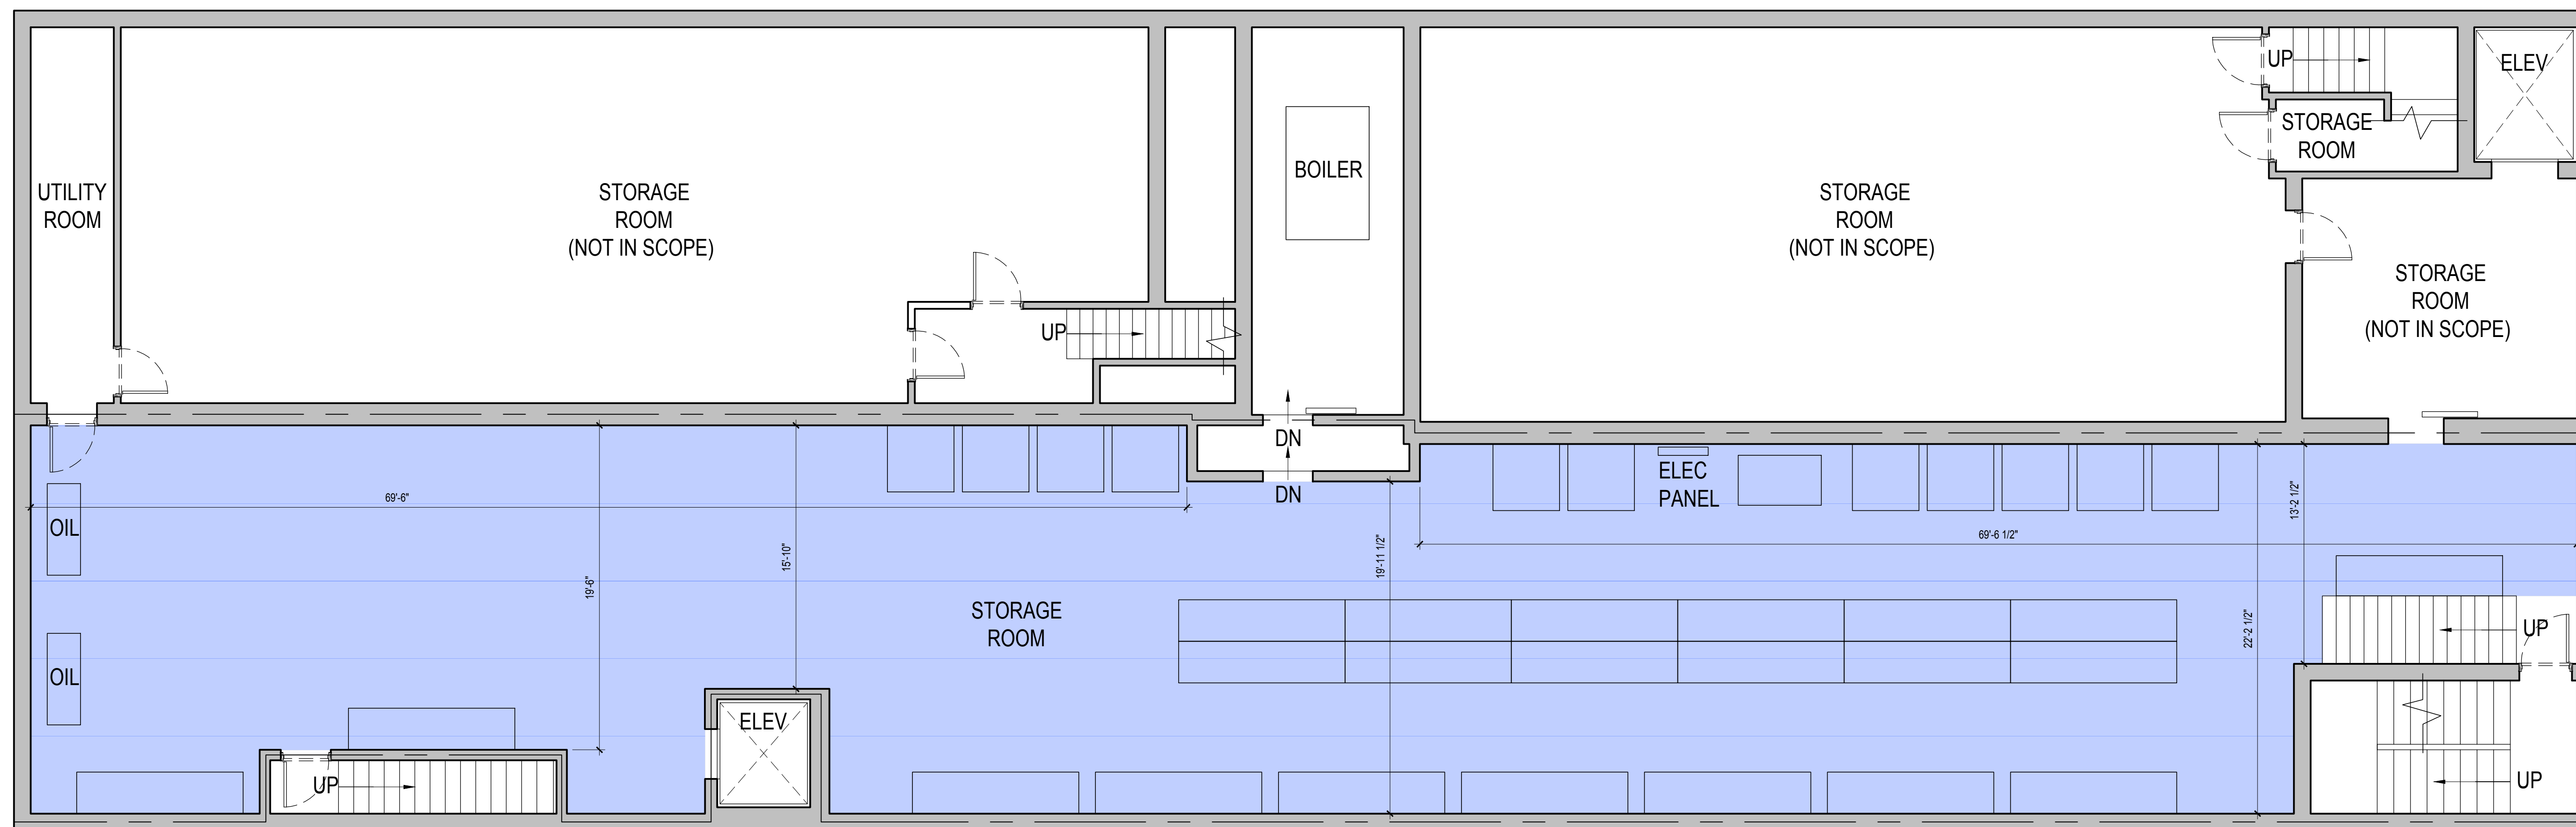 UP
ELEV
STORAGE
ROOM
BOILER
UTILITY
ROOM
STORAGE
ROOM
(NOT IN SCOPE)
STORAGE
ROOM
(NOT IN SCOPE)
STORAGE
ROOM
(NOT IN SCOPE)
UP
DN
DN
ELEC
PANEL
69'-6"
OIL
13'-2 1/2"
69'-6 1/2"
15'-10"
19'-11 1/2"
19'-6"
STORAGE
ROOM
22'-2 1/2"
UP
OIL
ELEV
UP
UP